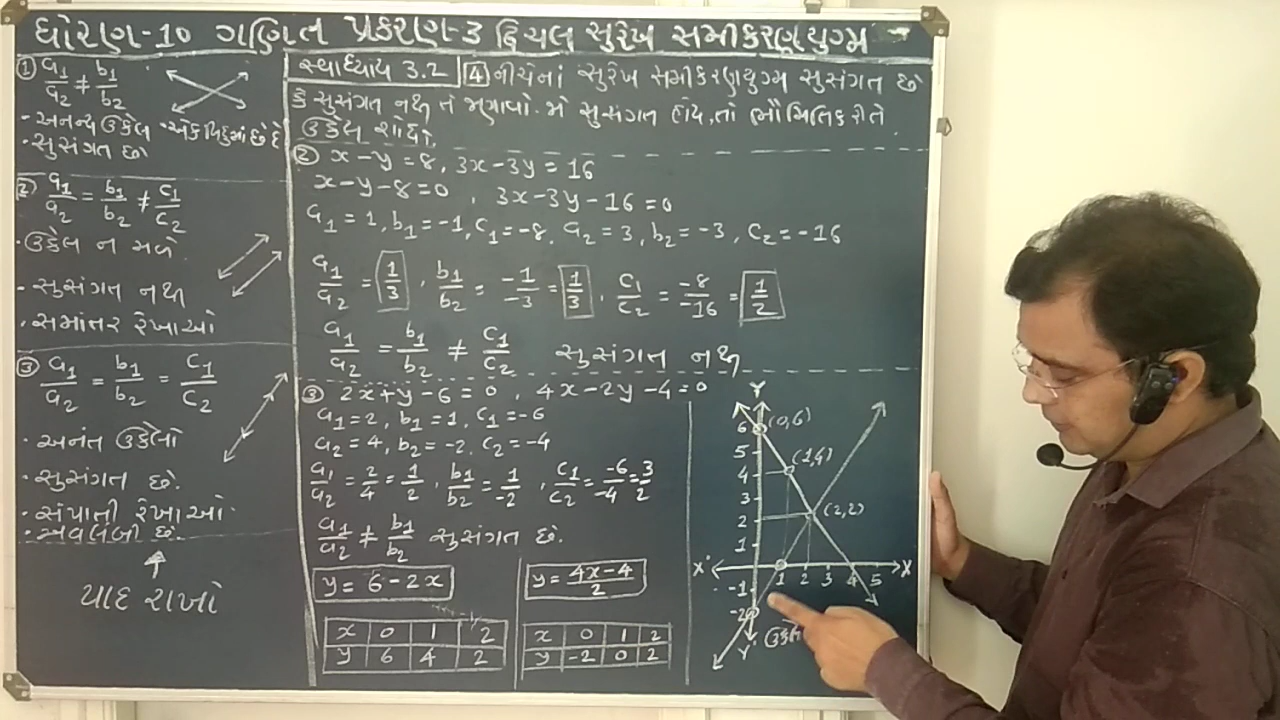 ધોરણ-10 ગણિત પ્રકરણ-3 દ્વિચલ સુરેખ સમીકરણયુગ્મ
① a₁/a₂ ≠ b₁/b₂
· અનન્ય ઉકેલ · એક બિંદુમાં છેદે
· સુસંગત છે
② a₁/a₂ = b₁/b₂ ≠ c₁/c₂
· ઉકેલ ન મળે.
· સુસંગત નથી
· સમાંતર રેખાઓ
③ a₁/a₂ = b₁/b₂ = c₁/c₂
· અનંત ઉકેલો
· સુસંગત છે.
· સંપાતી રેખાઓ
· અવલંબી છે.
યાદ રાખો
સ્વાધ્યાય 3.2 4 નીચેનાં સુરેખ સમીકરણયુગ્મ સુસંગત છે
કે સુસંગત નથી તે જણાવો. જો સુસંગત હોય, તો ભૌમિતિક રીતે
ઉકેલ શોધો.
② x-y=8, 3x-3y=16
x-y-8=0, 3x-3y-16=0
a₁=1, b₁=-1, c₁=-8, a₂=3, b₂=-3, c₂=-16
a₁/a₂ = 1/3, b₁/b₂ = -1/-3 = 1/3, c₁/c₂ = -8/-16 = 1/2
a₁/a₂ = b₁/b₂ ≠ c₁/c₂ સુસંગત નથી
③ 2x+y-6=0, 4x-2y-4=0
a₁=2, b₁=1, c₁=-6
a₂=4, b₂=-2, c₂=-4
a₁/a₂ = 2/4 = 1/2, b₁/b₂ = 1/-2, c₁/c₂ = -6/-4 = 3/2
a₁/a₂ ≠ b₁/b₂ સુસંગત છે.
y = 6-2x
x 0 1 2
y 6 4 2
y = 4x-4/2
x 0 1 2
y -2 0 2
Y
6 (0,6)
5
4 (1,4)
3
2 (2,2)
1
X' 1 2 3 4 5 X
-1
-2
Y'